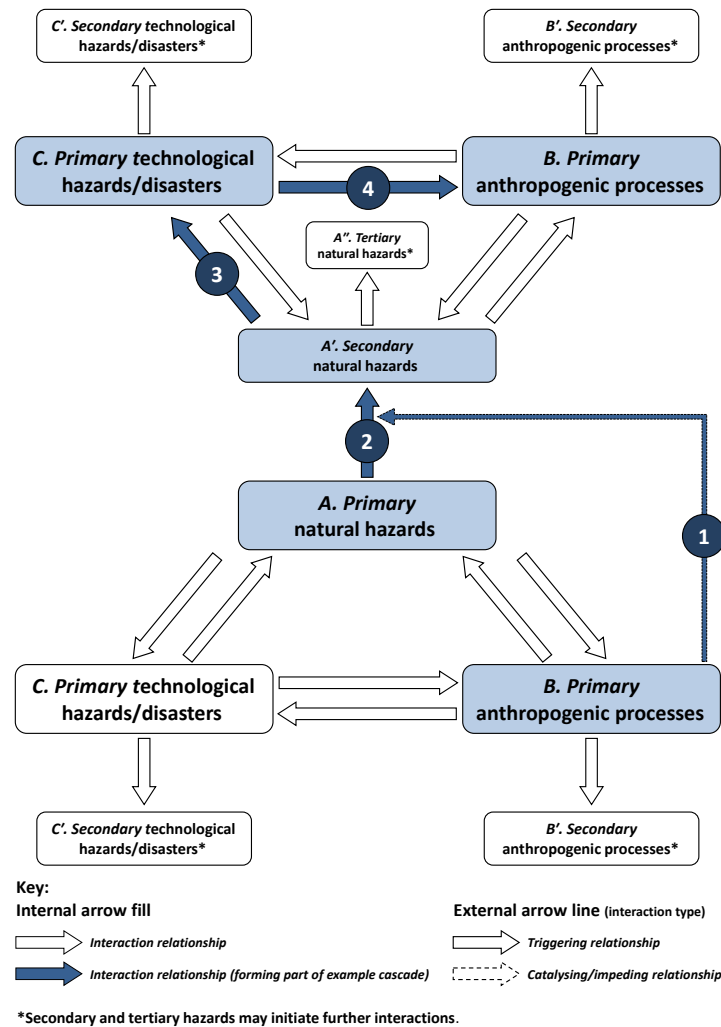 C'. Secondary technological
hazards/disasters*
B'. Secondary
anthropogenic processes*
C. Primary technological
hazards/disasters
B. Primary
anthropogenic processes
4
A''. Tertiary
natural hazards*
3
A'. Secondary
natural hazards
2
A. Primary
natural hazards
1
C. Primary technological
hazards/disasters
B. Primary
anthropogenic processes
C'. Secondary technological
hazards/disasters*
B'. Secondary
anthropogenic processes*
Key:
Internal arrow fill
Interaction relationship
Interaction relationship (forming part of example cascade)
External arrow line (interaction type)
Triggering relationship
Catalysing/impeding relationship
*Secondary and tertiary hazards may initiate further interactions.